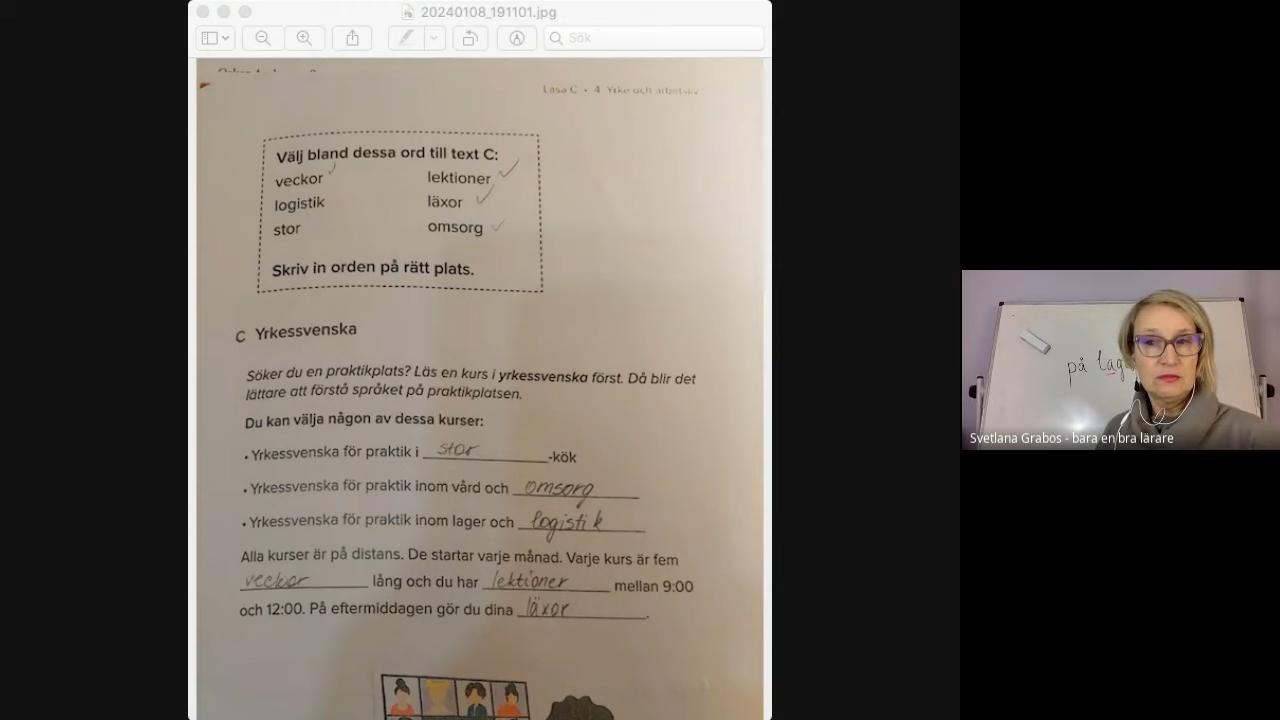 20240108_191101.jpg
Sök
Läsa C • 4 Yrke och arbetsliv
Välj bland dessa ord till text C:
veckor lektioner
logistik läxor
stor omsorg
Skriv in orden på rätt plats.
C Yrkessvenska
Söker du en praktikplats? Läs en kurs i yrkessvenska först. Då blir det
lättare att förstå språket på praktikplatsen.
Du kan välja någon av dessa kurser:
• Yrkessvenska för praktik i stor -kök
• Yrkessvenska för praktik inom vård och omsorg
• Yrkessvenska för praktik inom lager och logistik
Alla kurser är på distans. De startar varje månad. Varje kurs är fem
veckor lång och du har lektioner mellan 9:00
och 12:00. På eftermiddagen gör du dina läxor.
på
Svetlana Grabos - bara en bra lärare